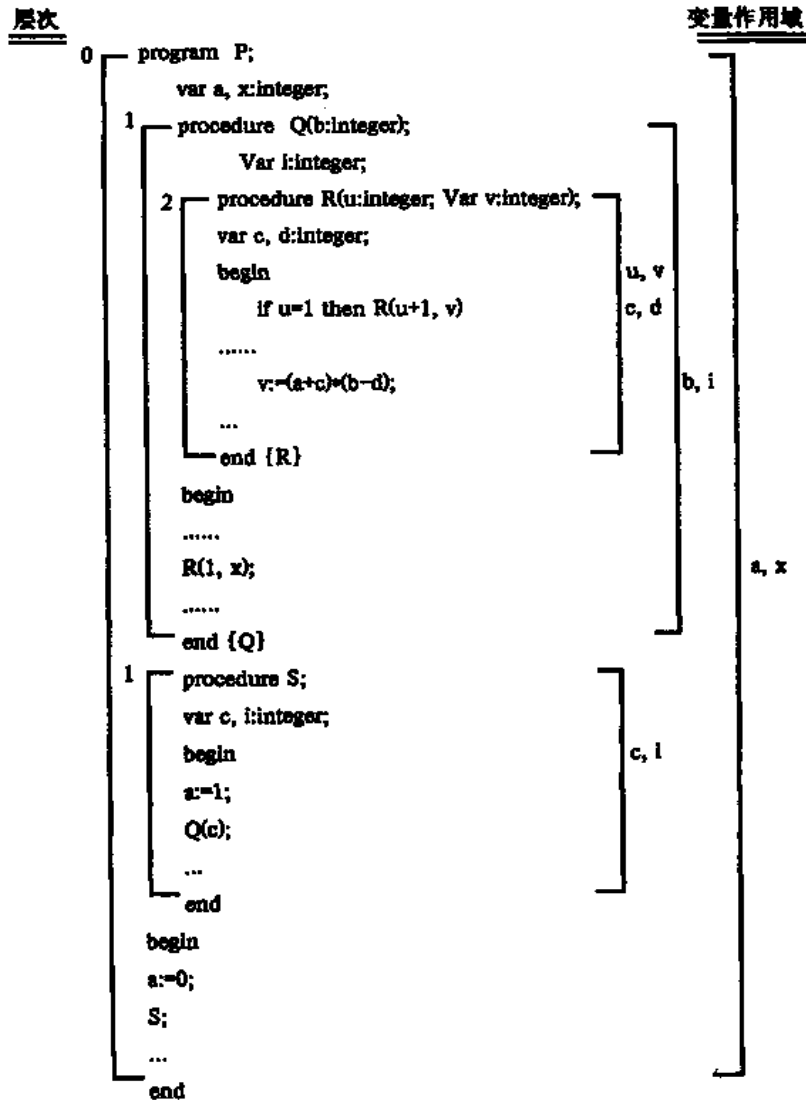 层次 变量作用域
0 program P;
var a, x:integer;
1 procedure Q(b:integer);
Var i:integer;
2 procedure R(u:integer; Var v:integer);
var c, d:integer;
begin
u, v
if u=1 then R(u+1, v) c, d
......
v:=(a+c)*(b-d); b, i
...
end {R}
begin
......
R(1, x); a, x
......
end {Q}
1 procedure S;
var c, i:integer;
begin c, i
a:=1;
Q(c);
...
end
begin
a:=0;
S;
...
end